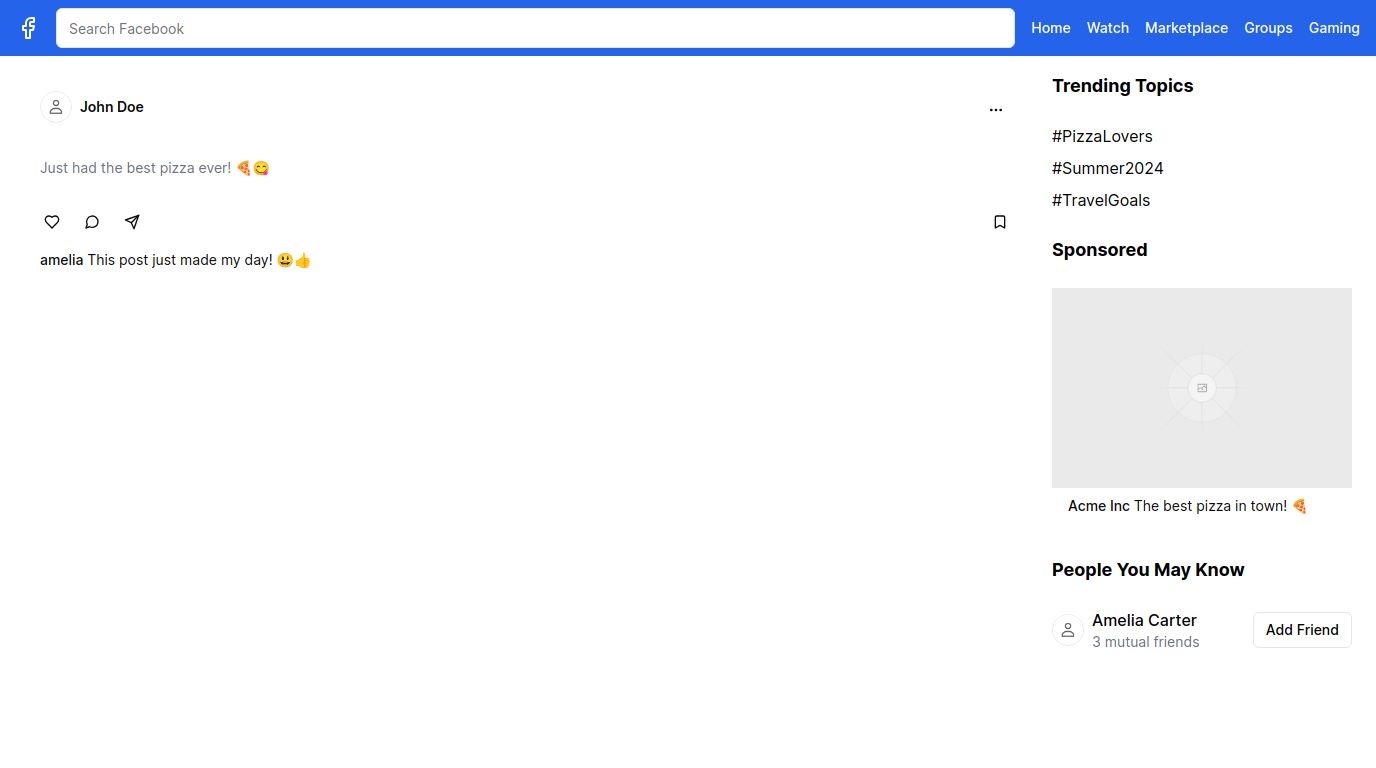 Search Facebook
Home Watch Marketplace Groups Gaming
John Doe
...
Just had the best pizza ever! 🍕😋
amelia This post just made my day! 😃👍
Trending Topics
#PizzaLovers
#Summer2024
#TravelGoals
Sponsored
Acme Inc The best pizza in town! 🍕
People You May Know
Amelia Carter
3 mutual friends
Add Friend